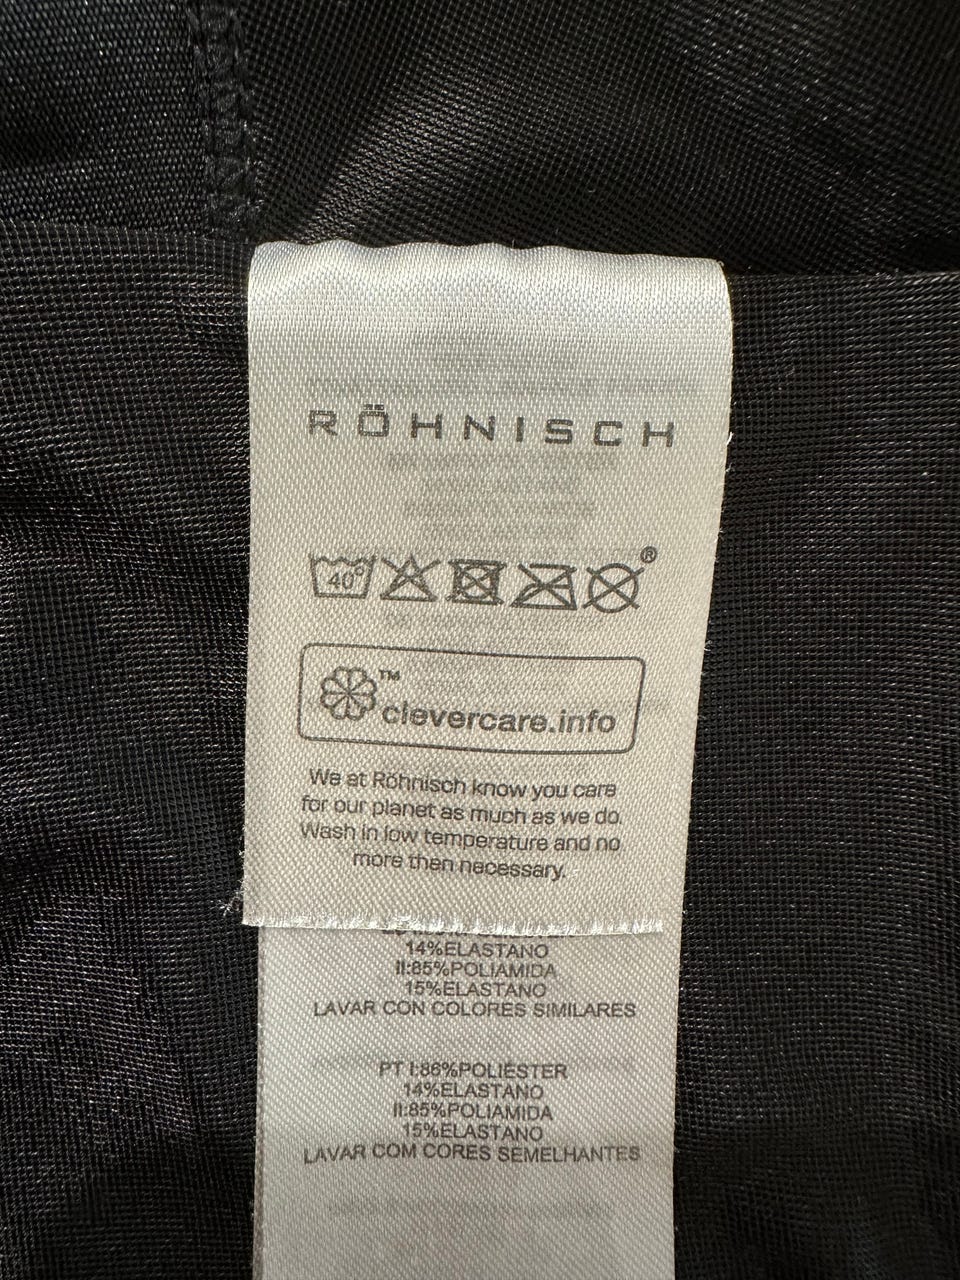 RÖHNISCH
40°
®
™
clevercare.info
We at Röhnisch know you care
for our planet as much as we do.
Wash in low temperature and no
more then necessary.
14%ELASTANO
II:85%POLIAMIDA
15%ELASTANO
LAVAR CON COLORES SIMILARES
PT I:86%POLIÉSTER
14%ELASTANO
II:85%POLIAMIDA
15%ELASTANO
LAVAR COM CORES SEMELHANTES